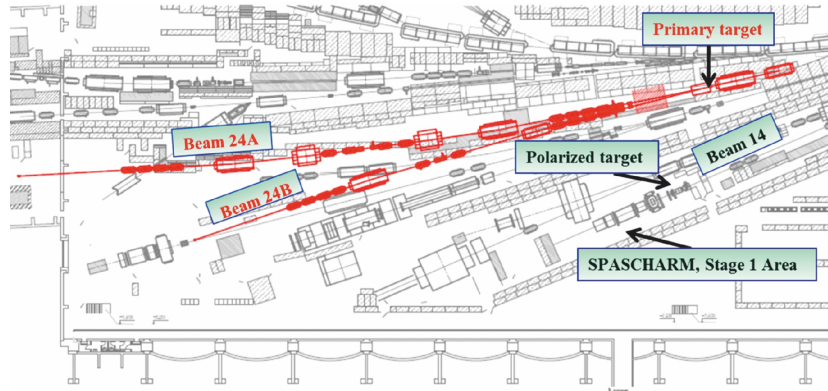 Primary target
Beam 24A
Beam 14
Polarized target
Beam 24B
SPASCHARM, Stage 1 Area